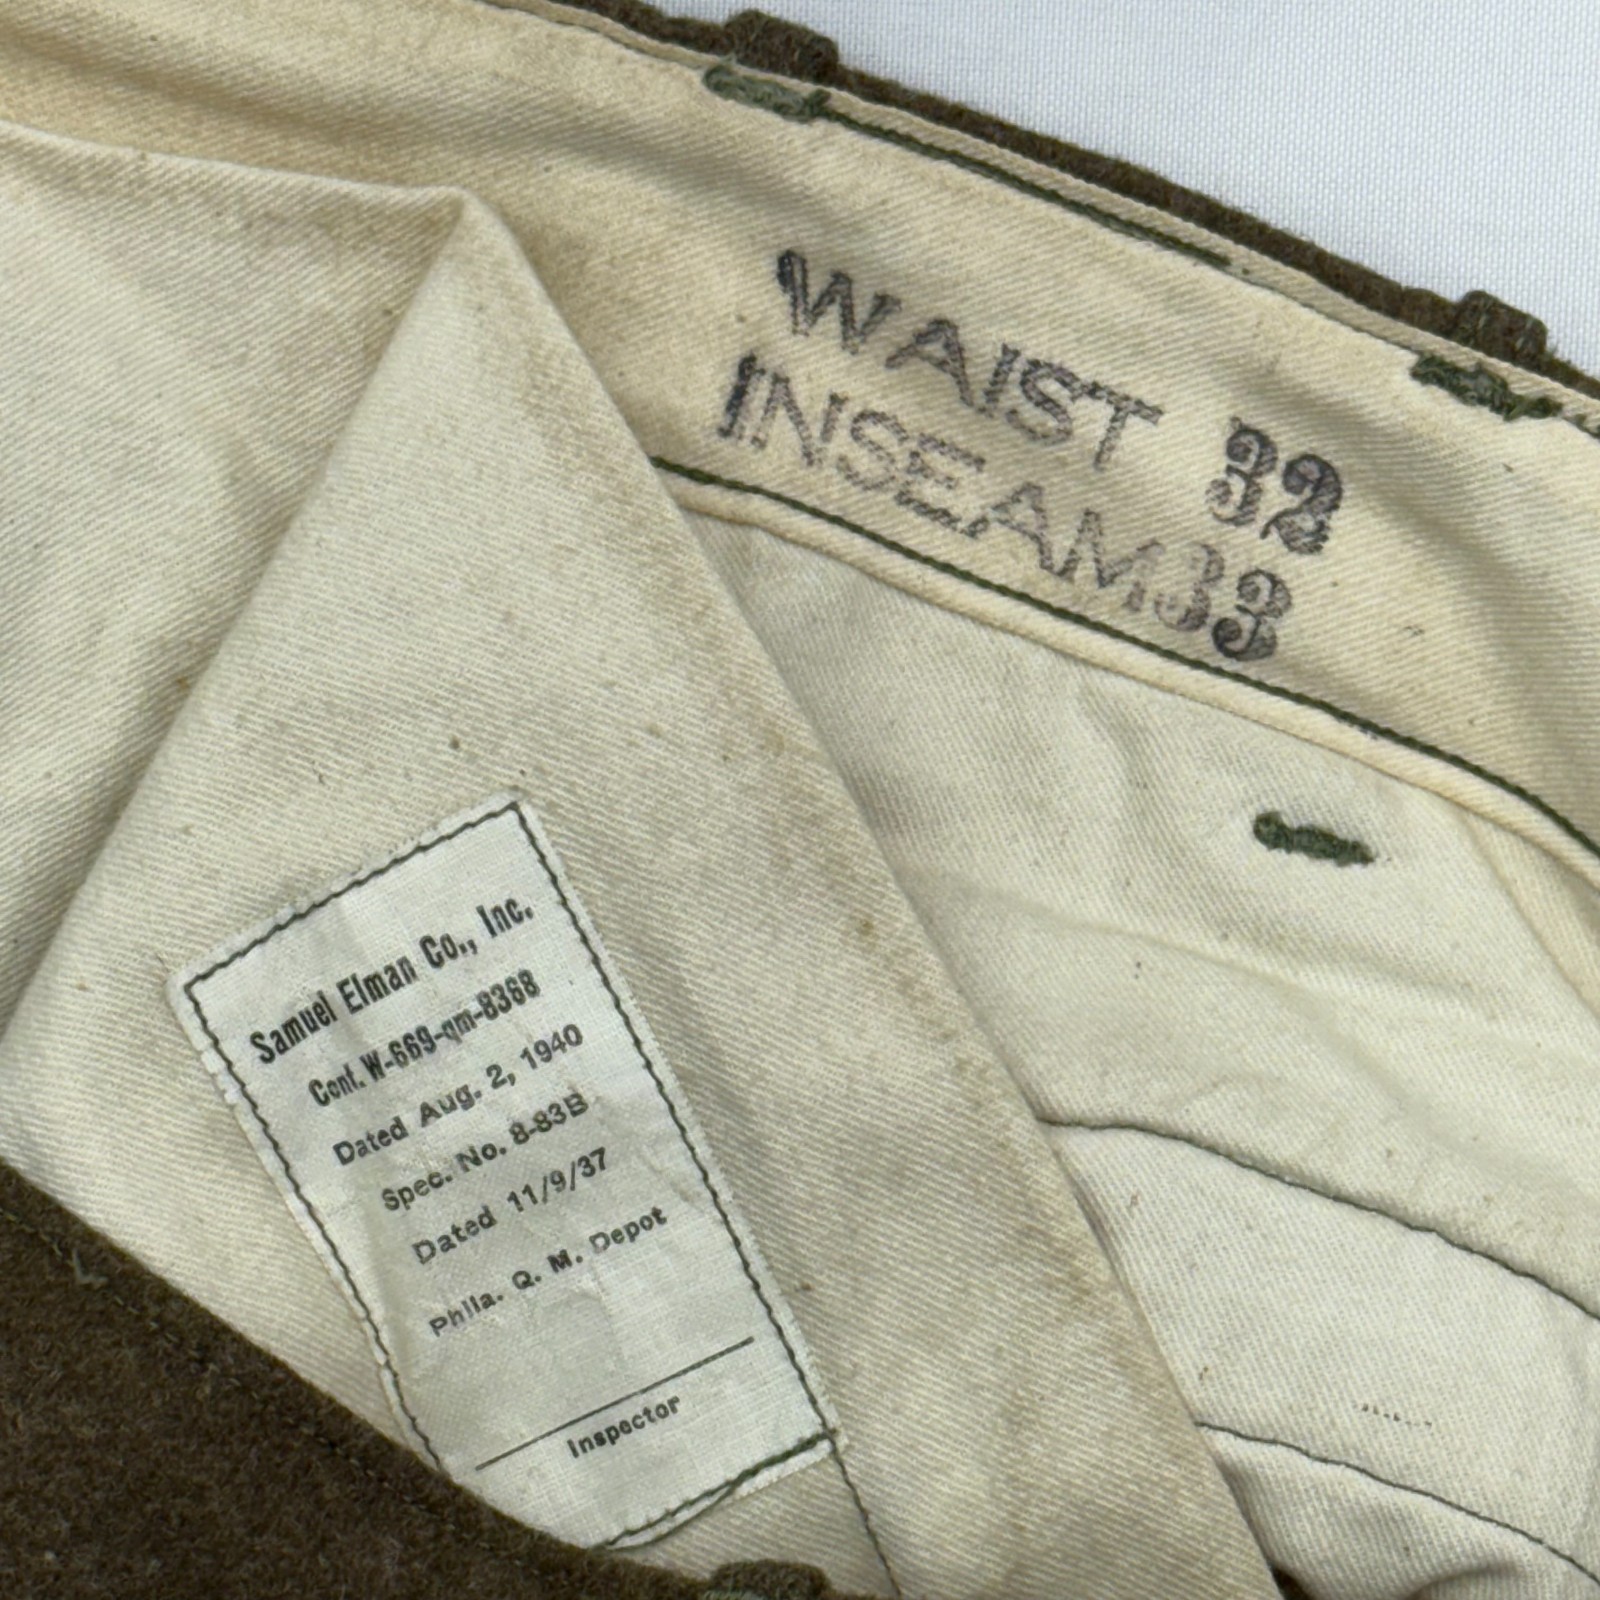 WAIST 32
INSEAM 33
Samuel Elman Co., Inc.
Cont. W-669-qm-8368
Dated Aug. 2, 1940
Spec. No. 8-83B
Dated 11/9/37
Phila. Q. M. Depot
Inspector